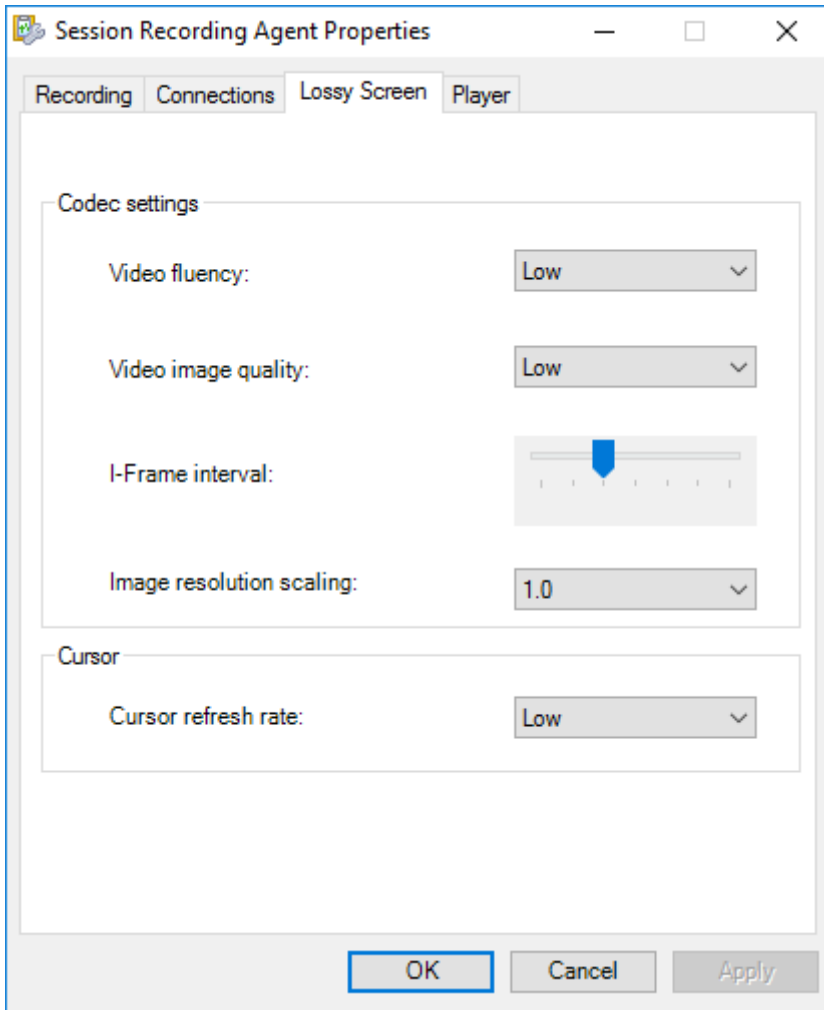 Session Recording Agent Properties
Recording Connections Lossy Screen Player
Codec settings
Video fluency: Low
Video image quality: Low
I-Frame interval:
Image resolution scaling: 1.0
Cursor
Cursor refresh rate: Low
OK Cancel Apply